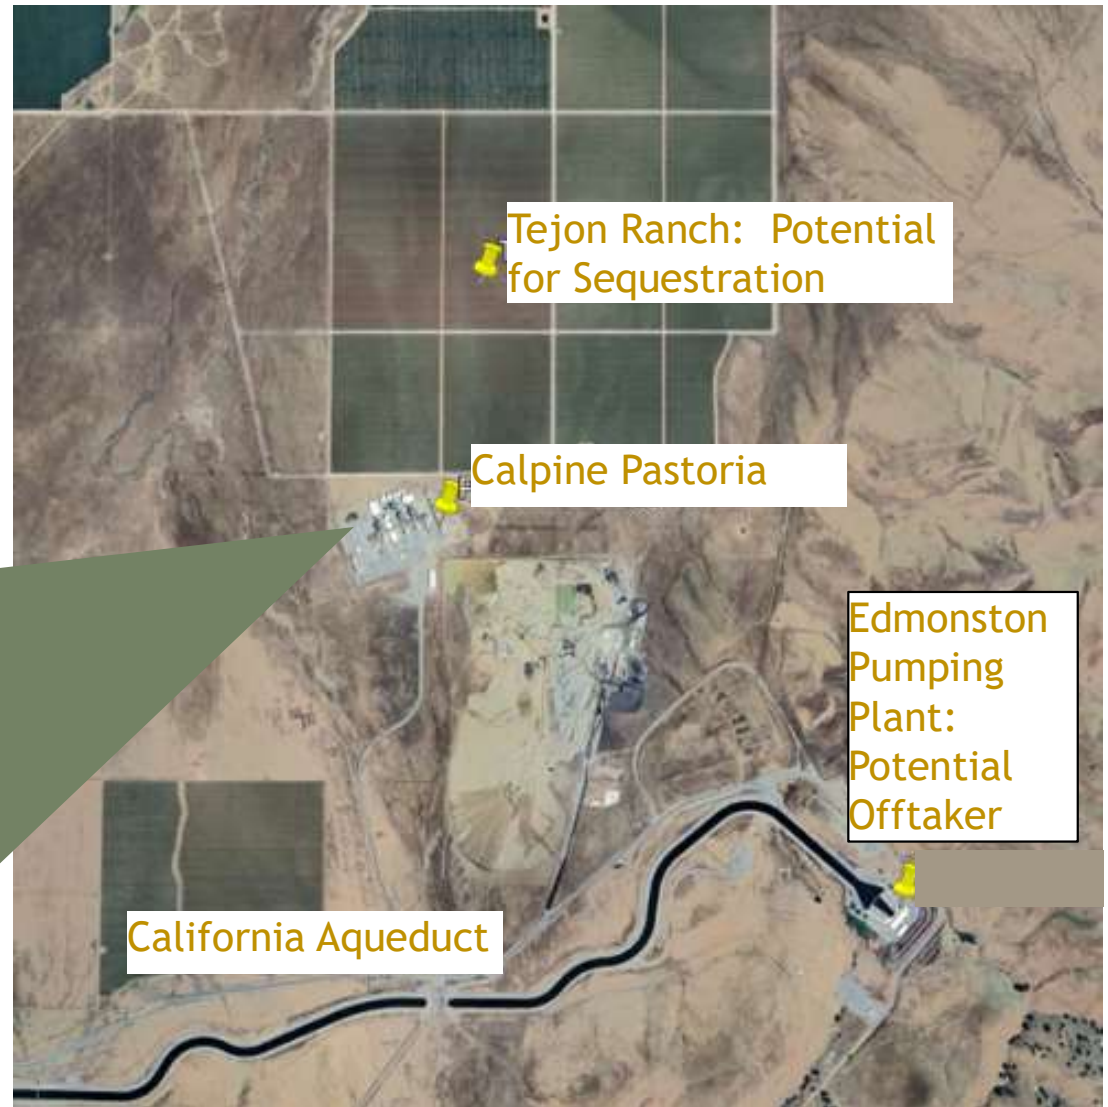 Tejon Ranch: Potential
for Sequestration
Calpine Pastoria
Edmonston
Pumping
Plant:
Potential
Offtaker
California Aqueduct